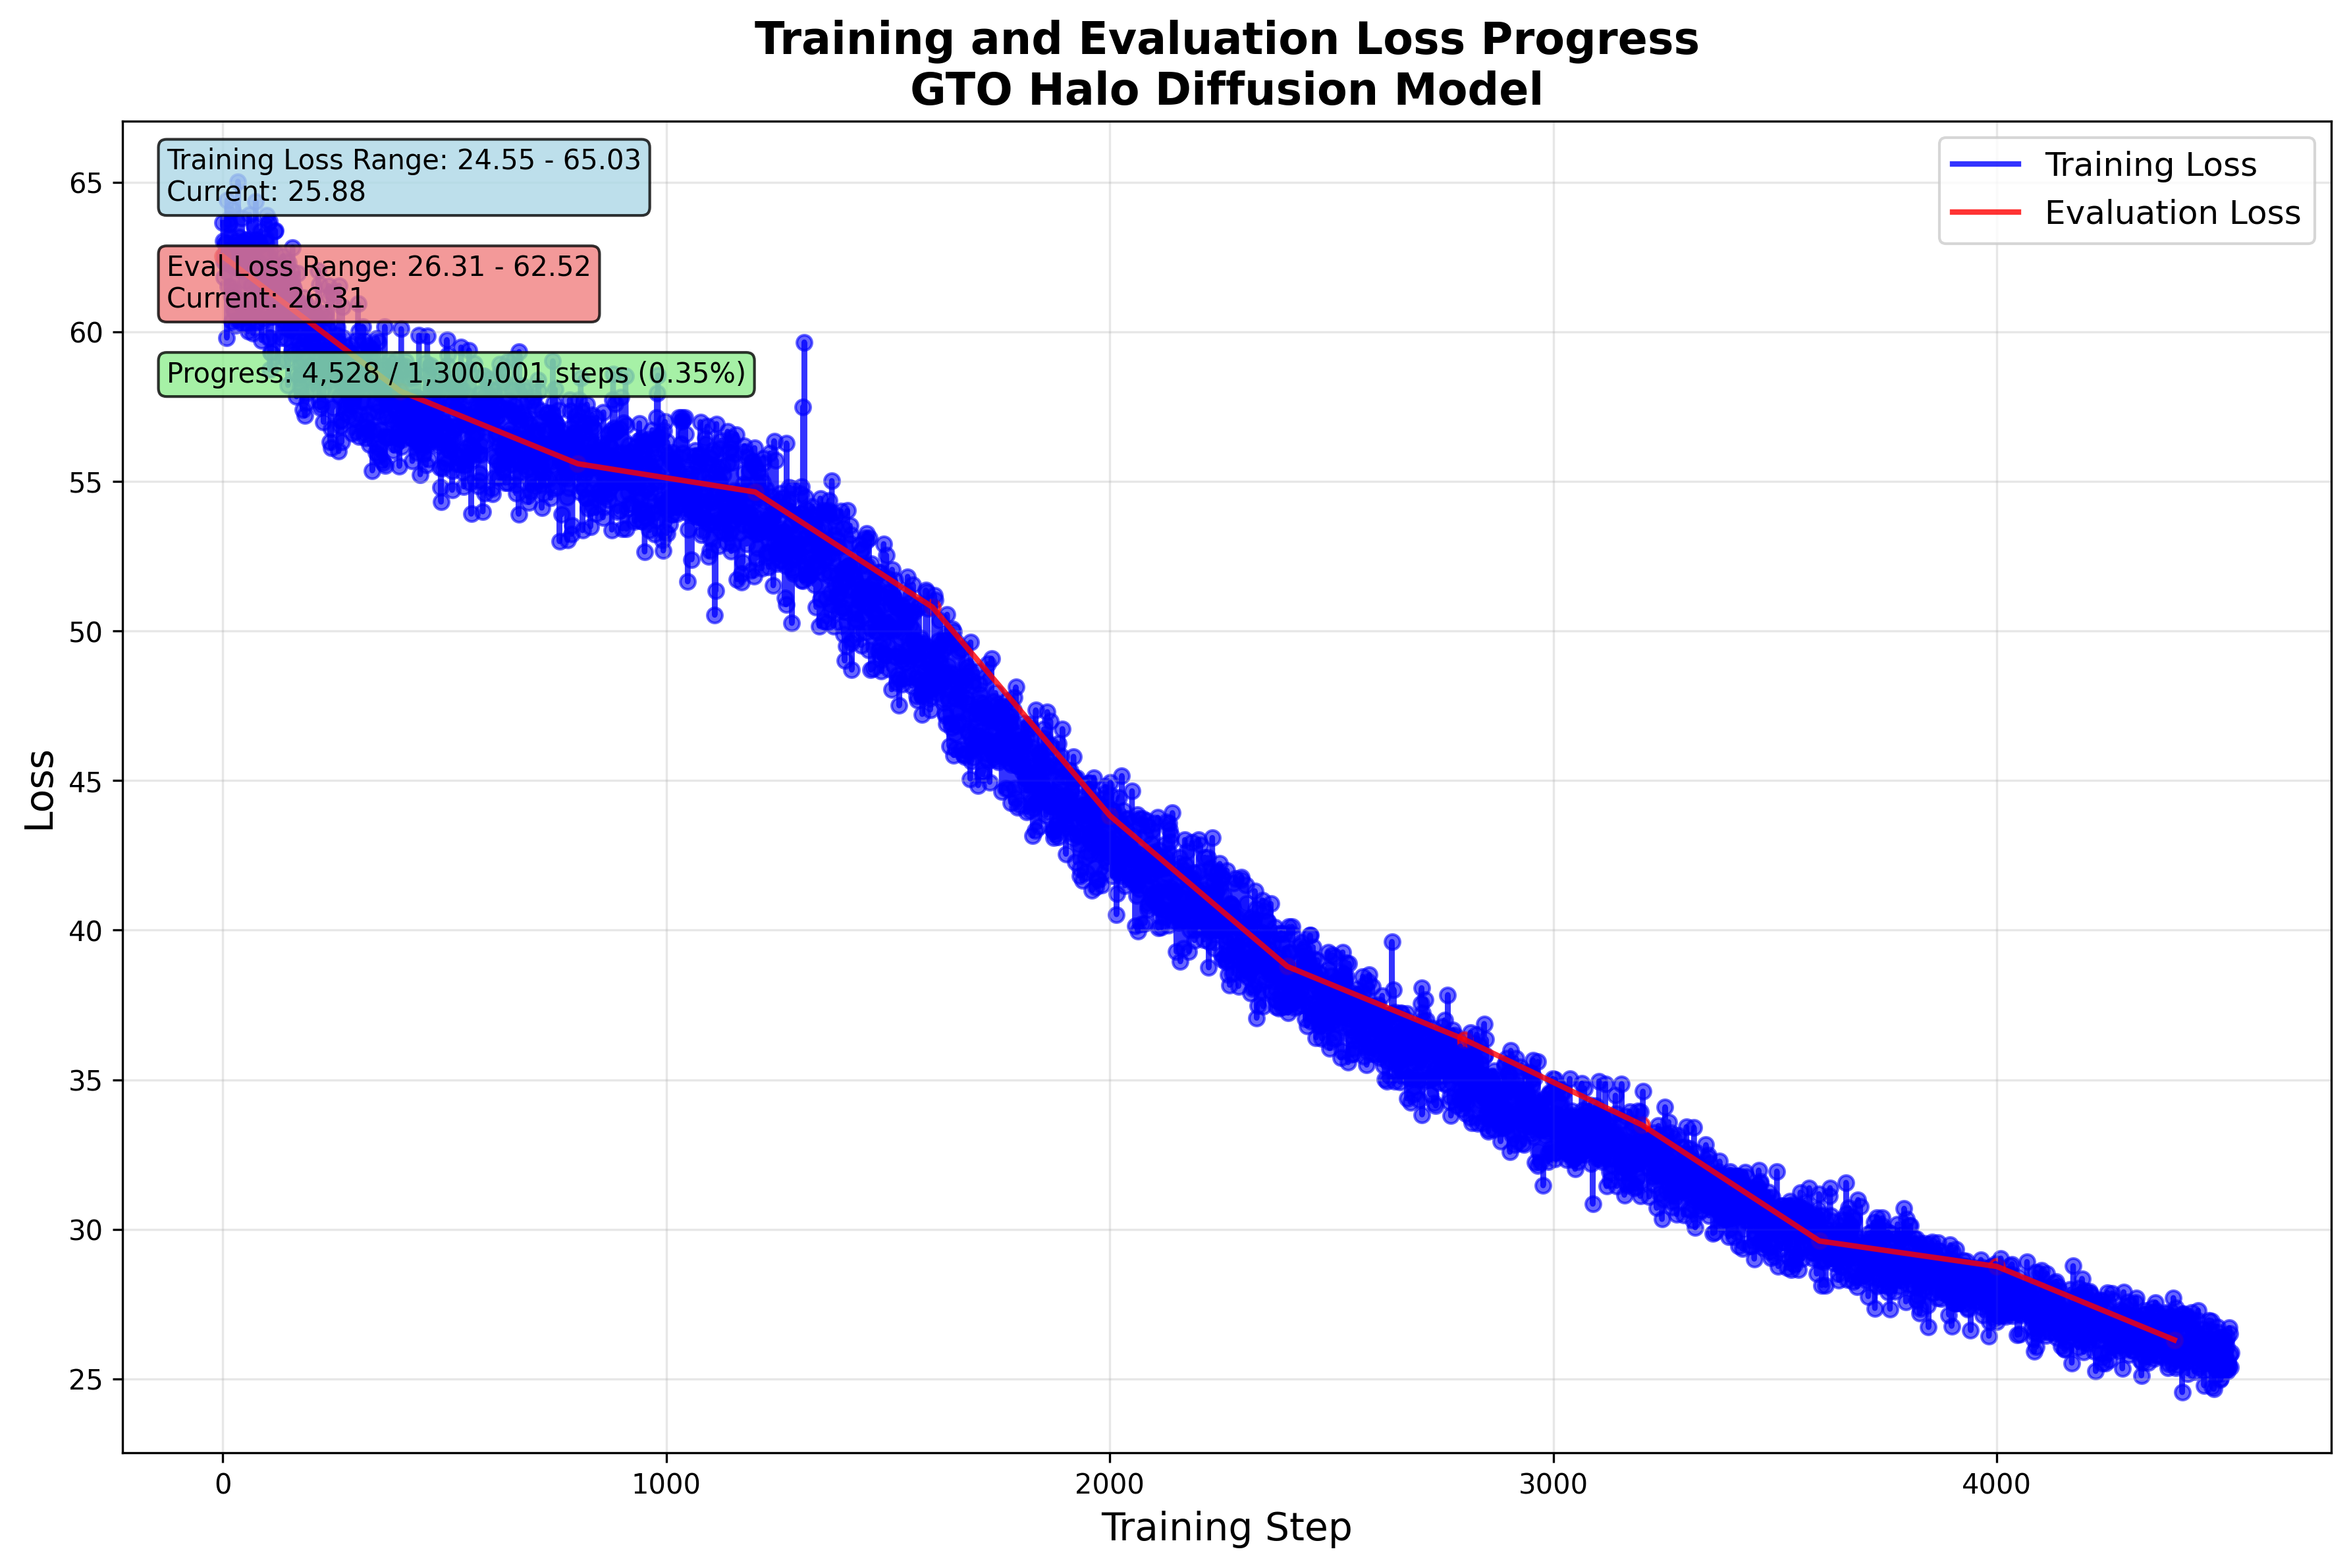 Training and Evaluation Loss Progress
GTO Halo Diffusion Model
Training Loss Range: 24.55 - 65.03
Current: 25.88
Eval Loss Range: 26.31 - 62.52
Current: 26.31
Progress: 4,528 / 1,300,001 steps (0.35%)
Training Loss
Evaluation Loss
Loss
65
60
55
50
45
40
35
30
25
0
1000
2000
3000
4000
Training Step